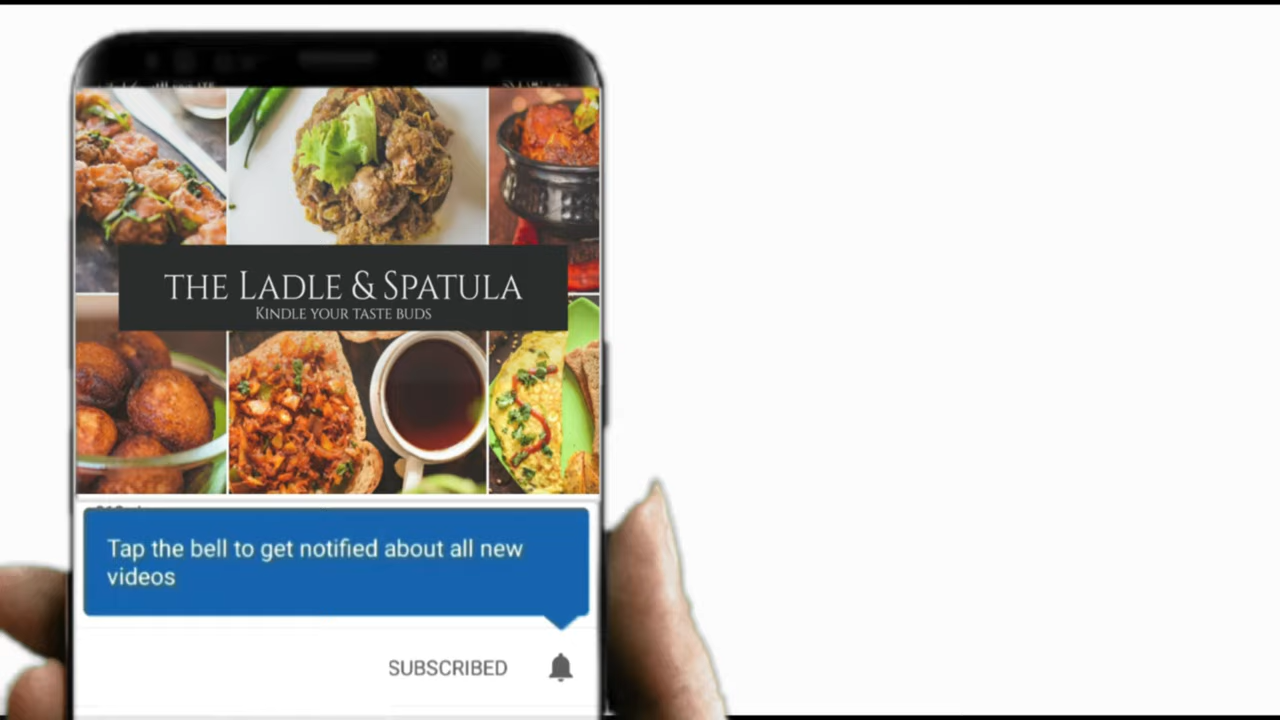 THE LADLE & SPATULA
KINDLE YOUR TASTE BUDS
Tap the bell to get notified about all new
videos
SUBSCRIBED